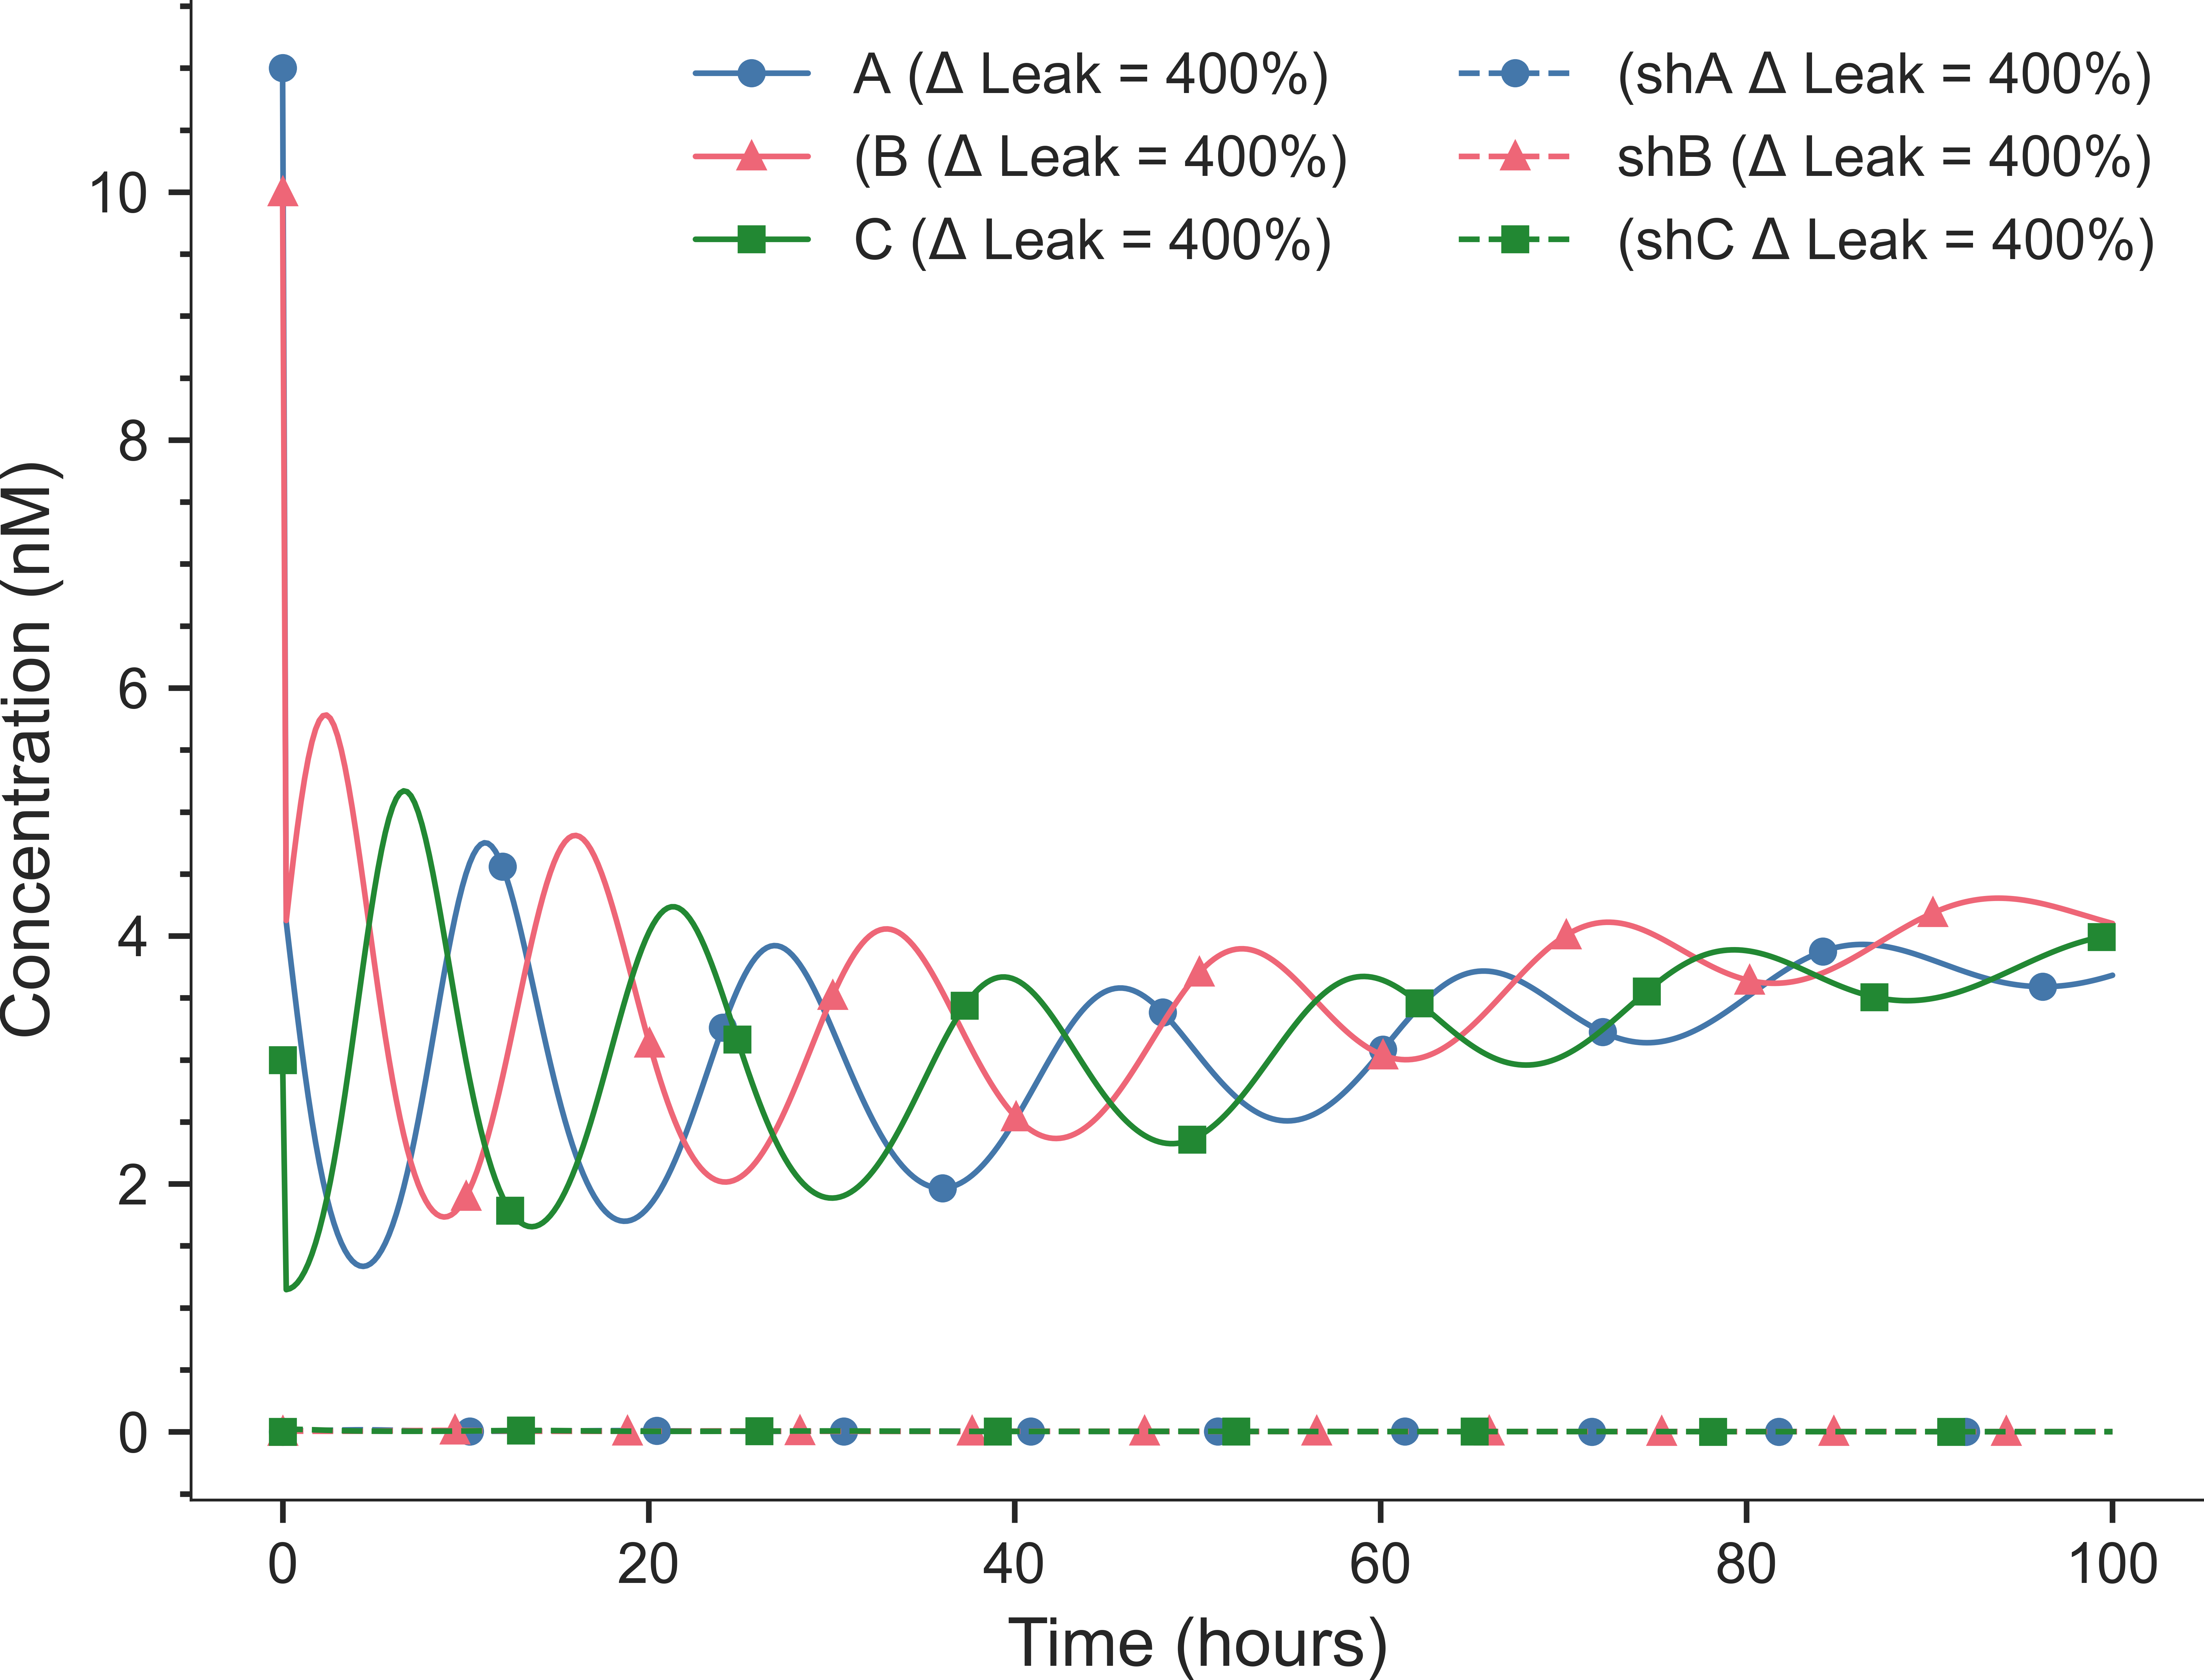 A (Δ Leak = 400%)
(B (Δ Leak = 400%)
C (Δ Leak = 400%)
(shA Δ Leak = 400%)
shB (Δ Leak = 400%)
(shC Δ Leak = 400%)
Concentration (nM)
10
8
6
4
2
0
0 20 40 60 80 100
Time (hours)